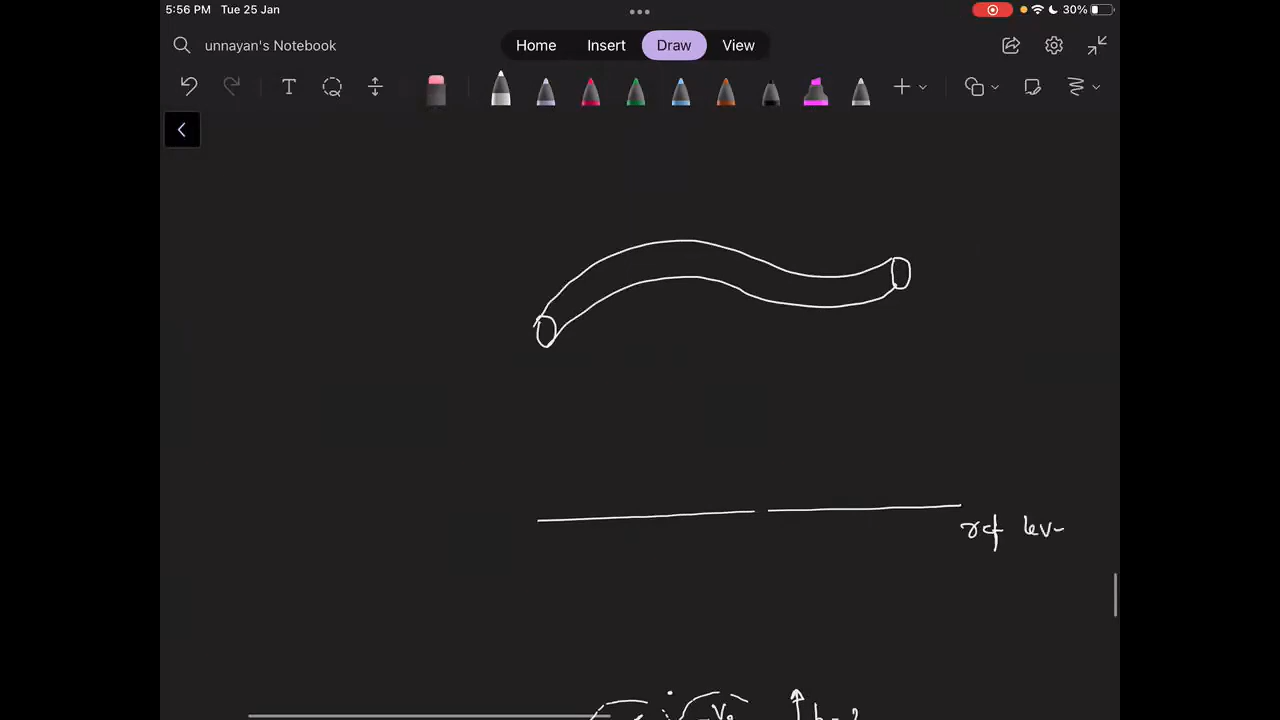 5:56 PM Tue 25 Jan
30%
unnayan's Notebook
Home Insert Draw View
T
ref lev